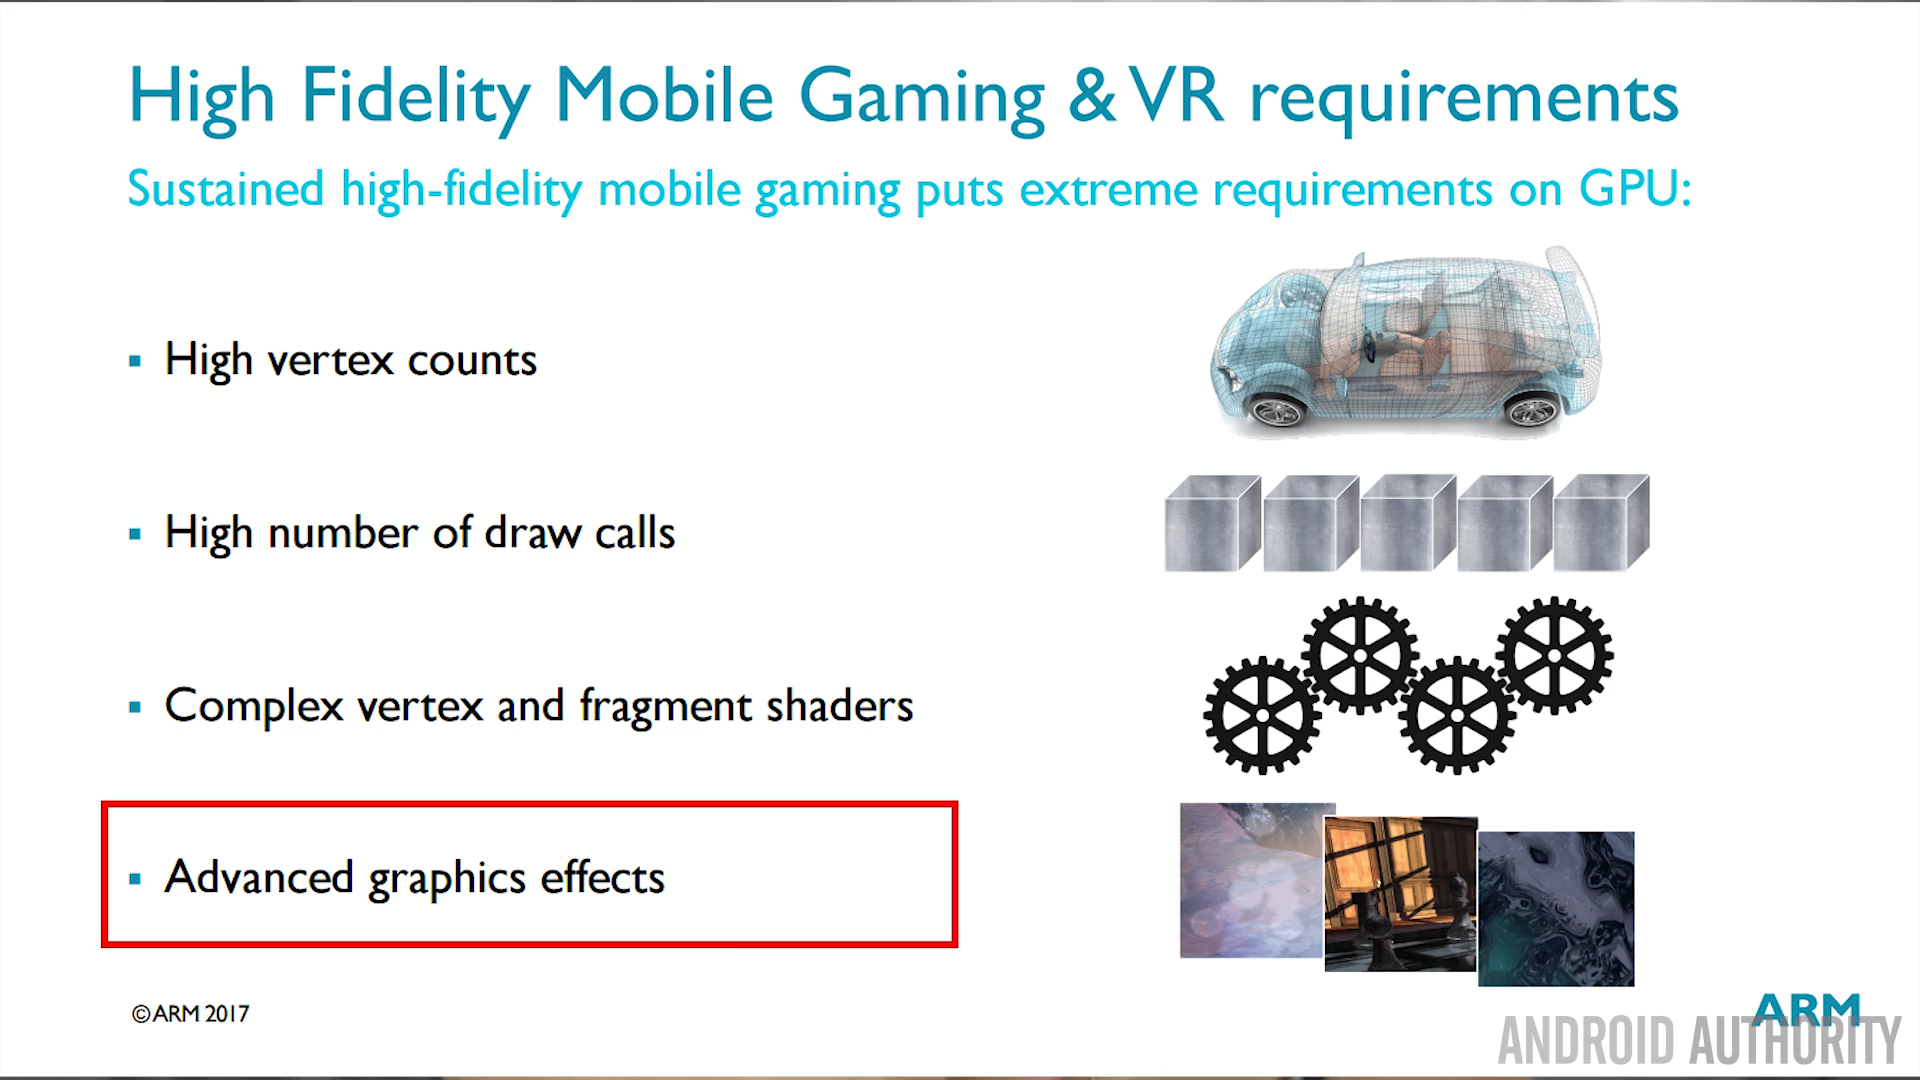 High Fidelity Mobile Gaming & VR requirements
Sustained high-fidelity mobile gaming puts extreme requirements on GPU:
▪ High vertex counts
▪ High number of draw calls
▪ Complex vertex and fragment shaders
▪ Advanced graphics effects
©ARM 2017
ARM
ANDROID AUTHORITY